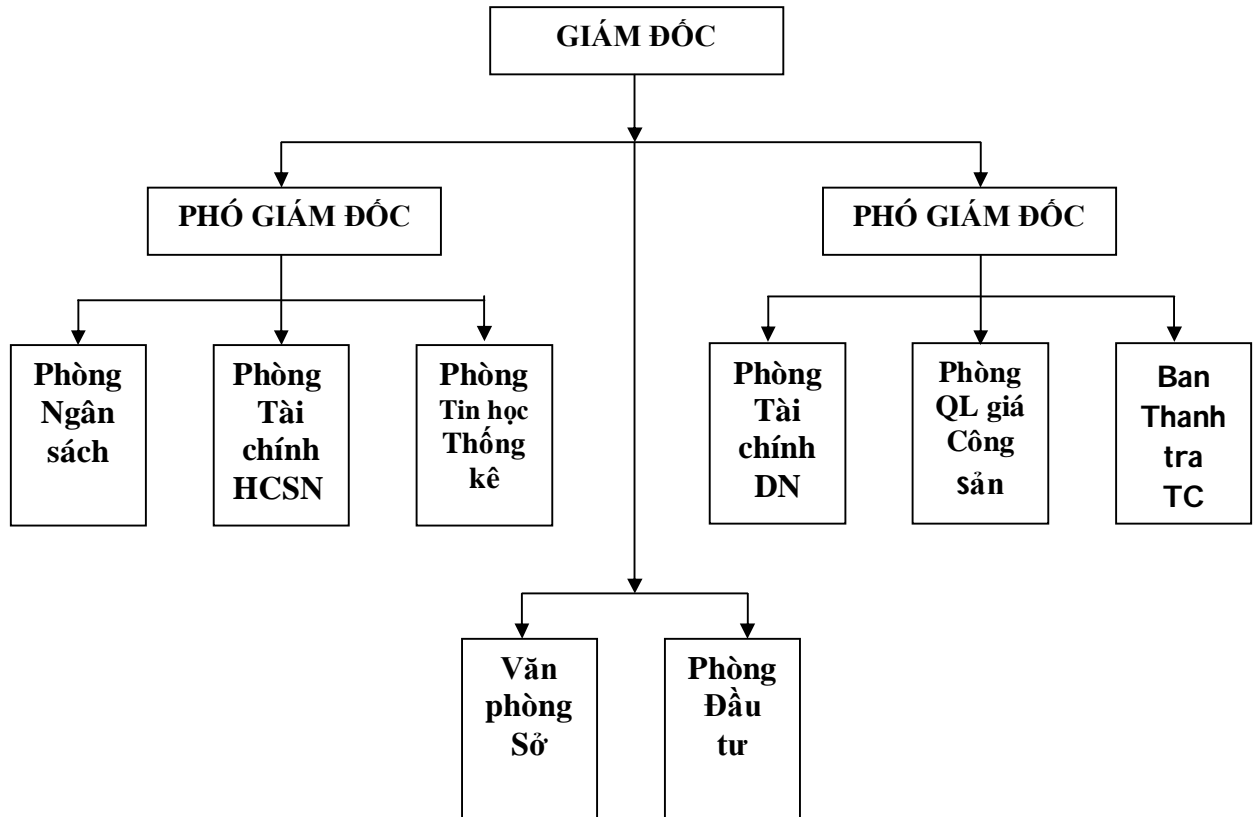 GIÁM ĐỐC
PHÓ GIÁM ĐỐC
PHÓ GIÁM ĐỐC
Phòng
Ngân
sách
Phòng
Tài
chính
HCSN
Phòng
Tin học
Thống
kê
Phòng
Tài
chính
DN
Phòng
QL giá
Công
sản
Ban
Thanh
tra
TC
Văn
phòng
Sở
Phòng
Đầu
tư